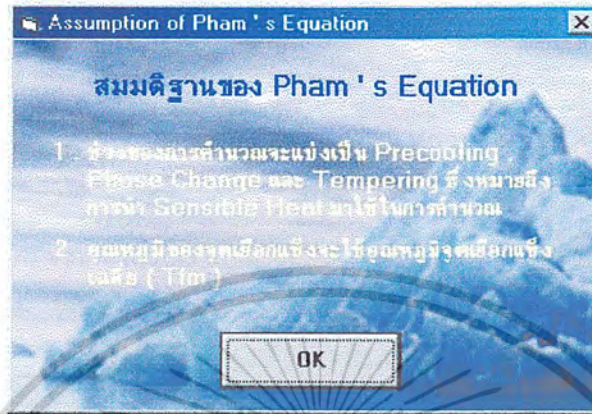 Assumption of Pham ' s Equation
สมมติฐานของ Pham ' s Equation
1 . ช่วงของการคำนวณจะแบ่งเป็น Precooling ,
Phase Change และ Tempering ซึ่งหมายถึง
การนำ Sensible Heat มาใช้ในการคำนวณ
2 . อุณหภูมิของจุดเยือกแข็งจะใช้อุณหภูมิจุดเยือกแข็ง
เฉลี่ย ( Tfm )
OK